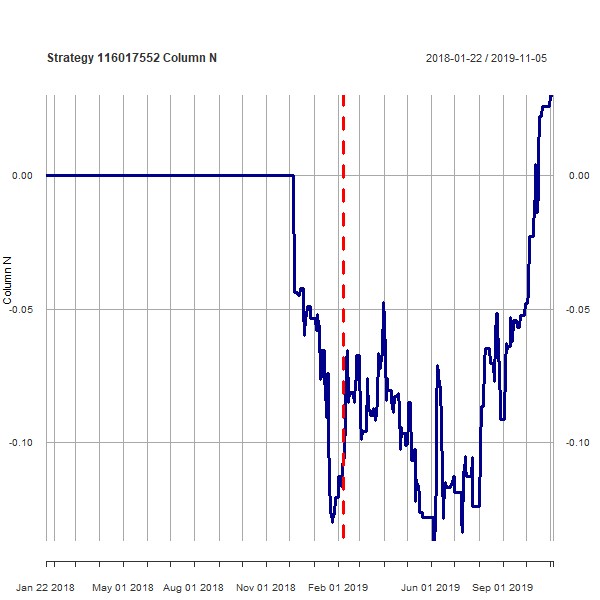 Strategy 116017552 Column N
2018-01-22 / 2019-11-05
0.00
0.00
Column N
-0.05
-0.05
-0.10
-0.10
Jan 22 2018
May 01 2018
Aug 01 2018
Nov 01 2018
Feb 01 2019
Jun 01 2019
Sep 01 2019